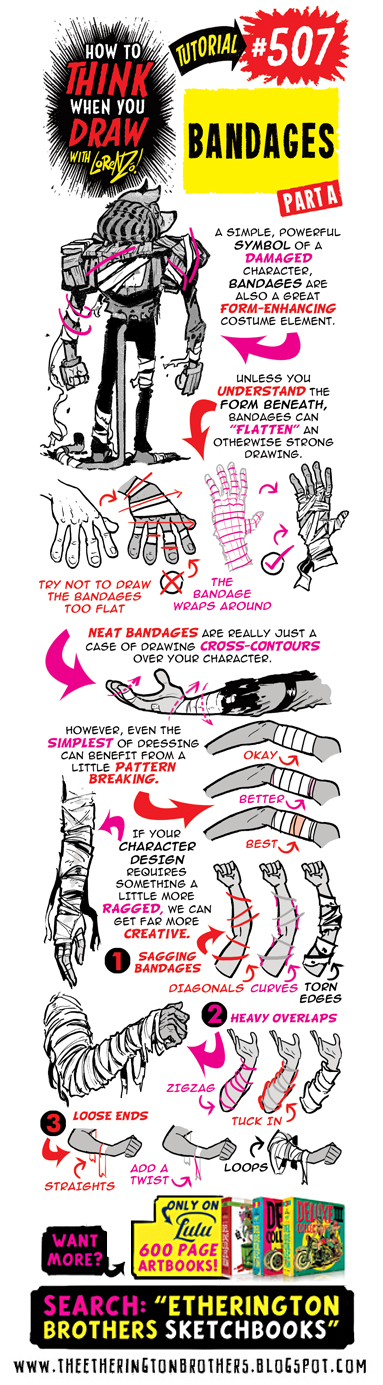 HOW TO
THINK
WHEN YOU
DRAW
WITH LORENZO!
TUTORIAL
#507
BANDAGES
PART A
A SIMPLE, POWERFUL
SYMBOL OF A
DAMAGED
CHARACTER,
BANDAGES ARE
ALSO A GREAT
FORM-ENHANCING
COSTUME ELEMENT.
UNLESS YOU
UNDERSTAND THE
FORM BENEATH,
BANDAGES CAN
"FLATTEN" AN
OTHERWISE STRONG
DRAWING.
TRY NOT TO DRAW
THE BANDAGES
TOO FLAT
THE
BANDAGE
WRAPS AROUND
NEAT BANDAGES ARE REALLY JUST A
CASE OF DRAWING CROSS-CONTOURS
OVER YOUR CHARACTER.
HOWEVER, EVEN THE
SIMPLEST OF DRESSING
CAN BENEFIT FROM A
LITTLE PATTERN
BREAKING.
OKAY
BETTER
BEST
IF YOUR
CHARACTER
DESIGN
REQUIRES
SOMETHING A
LITTLE MORE
RAGGED, WE CAN
GET FAR MORE
CREATIVE.
1 SAGGING
BANDAGES
DIAGONALS
CURVES
TORN
EDGES
2 HEAVY OVERLAPS
ZIGZAG
TUCK IN
3 LOOSE ENDS
STRAIGHTS
ADD A
TWIST
LOOPS
WANT
MORE?
ONLY ON
Lulu
600 PAGE
ARTBOOKS!
SEARCH: "ETHERINGTON
BROTHERS SKETCHBOOKS"
WWW.THEETHERINGTONBROTHERS.BLOGSPOT.COM